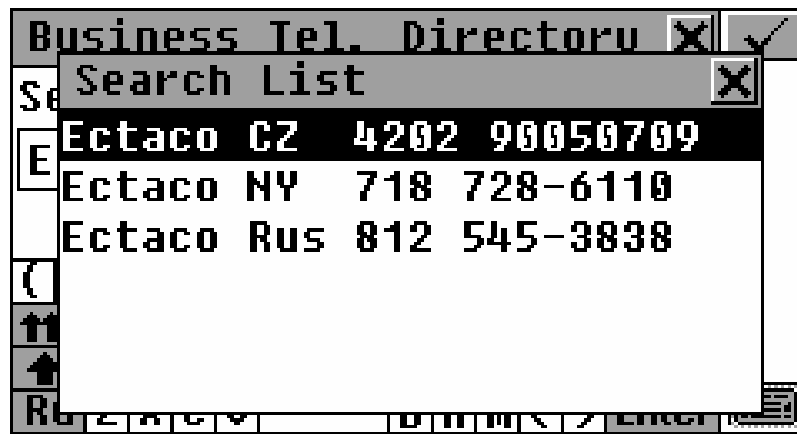 Business Tel. Directory
Search List
Se
E
Ectaco CZ 4202 90050709
Ectaco NY 718 728-6110
Ectaco Rus 812 545-3838
(